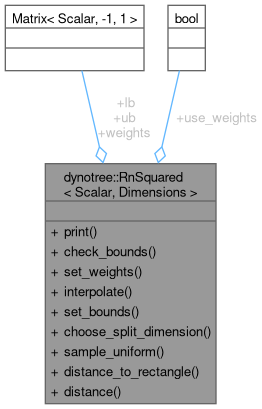 Matrix< Scalar, -1, 1 >
bool
+lb
+ub
+weights
+use_weights
dynotree::RnSquared
< Scalar, Dimensions >
+ print()
+ check_bounds()
+ set_weights()
+ interpolate()
+ set_bounds()
+ choose_split_dimension()
+ sample_uniform()
+ distance_to_rectangle()
+ distance()